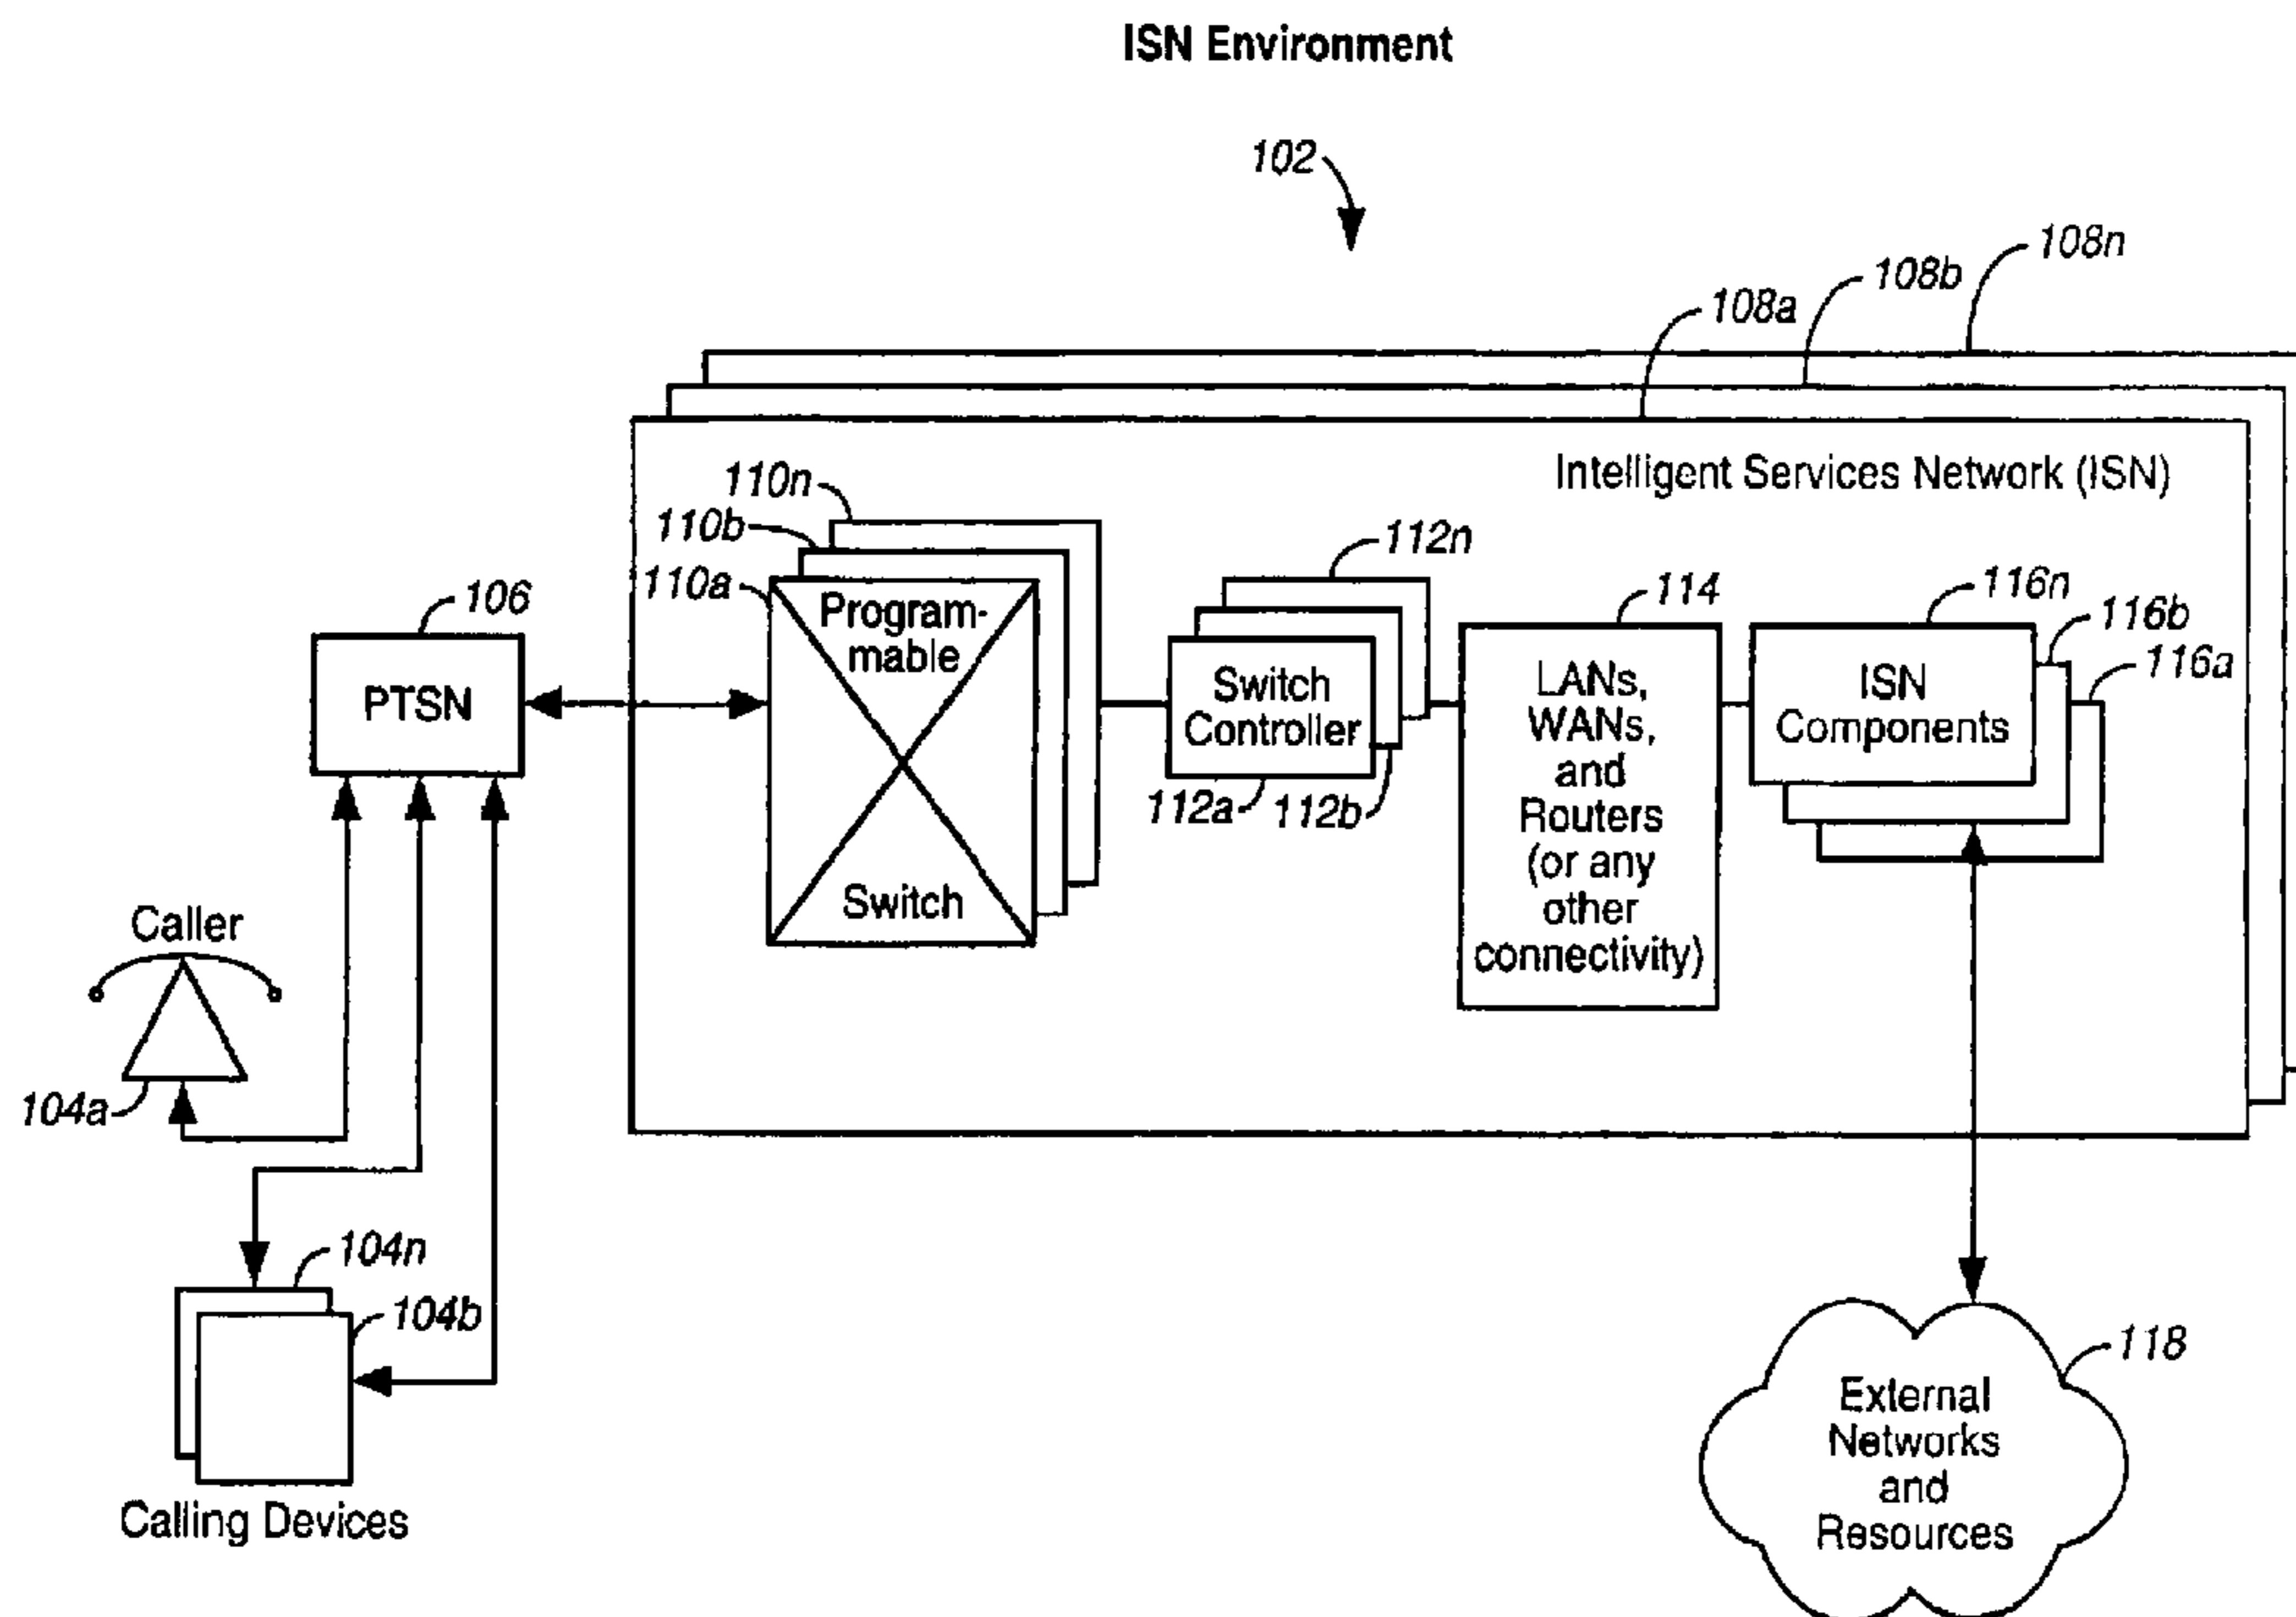 ISN Environment
102
108n
108b
108a
Intelligent Services Network (ISN)
110n
110b
110a
Program-
mable
Switch
112n
Switch
Controller
112a
112b
114
LANs,
WANs,
and
Routers
(or any
other
connectivity)
116n
116b
116a
ISN
Components
106
PTSN
Caller
104a
104n
104b
Calling Devices
118
External
Networks
and
Resources